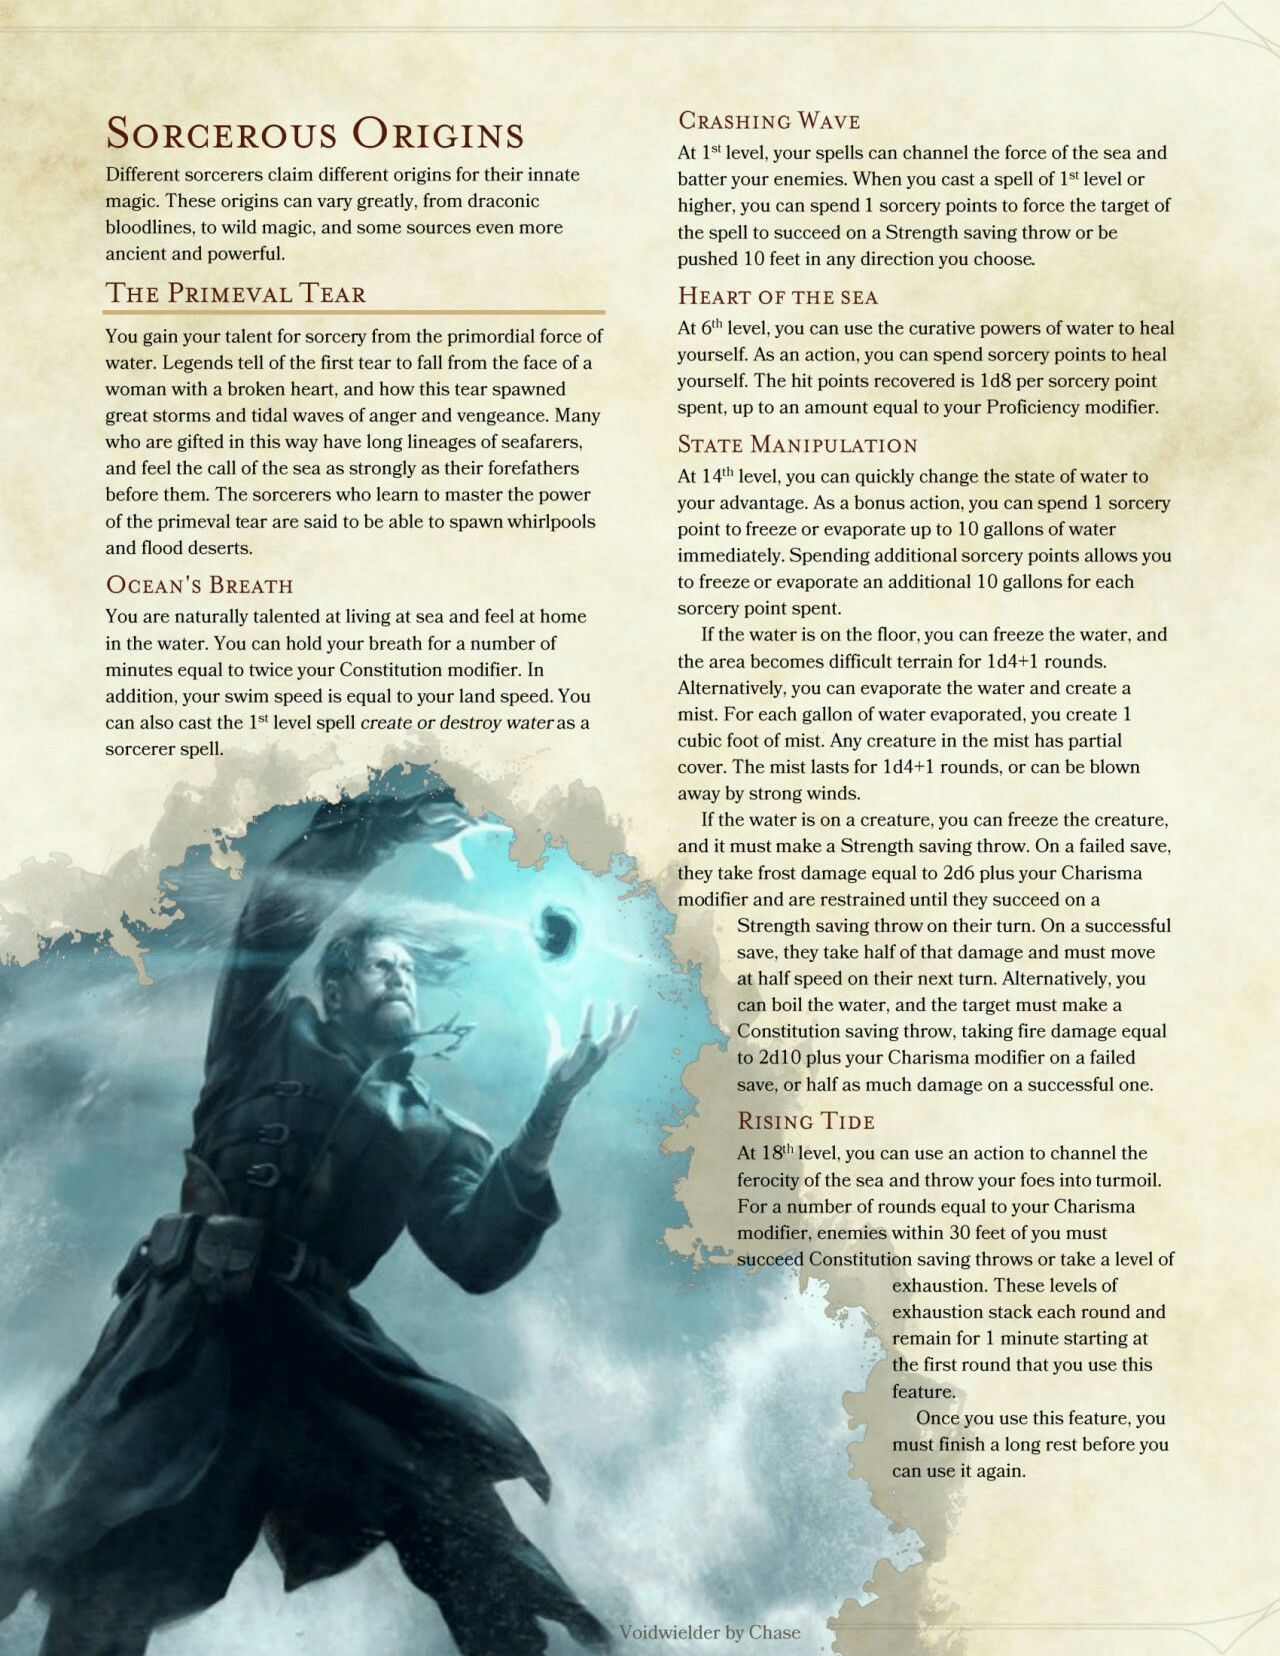 Sorcerous Origins
Different sorcerers claim different origins for their innate
magic. These origins can vary greatly, from draconic
bloodlines, to wild magic, and some sources even more
ancient and powerful.
The Primeval Tear
You gain your talent for sorcery from the primordial force of
water. Legends tell of the first tear to fall from the face of a
woman with a broken heart, and how this tear spawned
great storms and tidal waves of anger and vengeance. Many
who are gifted in this way have long lineages of seafarers,
and feel the call of the sea as strongly as their forefathers
before them. The sorcerers who learn to master the power
of the primeval tear are said to be able to spawn whirlpools
and flood deserts.
Ocean's Breath
You are naturally talented at living at sea and feel at home
in the water. You can hold your breath for a number of
minutes equal to twice your Constitution modifier. In
addition, your swim speed is equal to your land speed. You
can also cast the 1st level spell create or destroy water as a
sorcerer spell.
Crashing Wave
At 1st level, your spells can channel the force of the sea and
batter your enemies. When you cast a spell of 1st level or
higher, you can spend 1 sorcery points to force the target of
the spell to succeed on a Strength saving throw or be
pushed 10 feet in any direction you choose.
Heart of the Sea
At 6th level, you can use the curative powers of water to heal
yourself. As an action, you can spend sorcery points to heal
yourself. The hit points recovered is 1d8 per sorcery point
spent, up to an amount equal to your Proficiency modifier.
State Manipulation
At 14th level, you can quickly change the state of water to
your advantage. As a bonus action, you can spend 1 sorcery
point to freeze or evaporate up to 10 gallons of water
immediately. Spending additional sorcery points allows you
to freeze or evaporate an additional 10 gallons for each
sorcery point spent.
If the water is on the floor, you can freeze the water, and
the area becomes difficult terrain for 1d4+1 rounds.
Alternatively, you can evaporate the water and create a
mist. For each gallon of water evaporated, you create 1
cubic foot of mist. Any creature in the mist has partial
cover. The mist lasts for 1d4+1 rounds, or can be blown
away by strong winds.
If the water is on a creature, you can freeze the creature,
and it must make a Strength saving throw. On a failed save,
they take frost damage equal to 2d6 plus your Charisma
modifier and are restrained until they succeed on a
Strength saving throw on their turn. On a successful
save, they take half of that damage and must move
at half speed on their next turn. Alternatively, you
can boil the water, and the target must make a
Constitution saving throw, taking fire damage equal
to 2d10 plus your Charisma modifier on a failed
save, or half as much damage on a successful one.
Rising Tide
At 18th level, you can use an action to channel the
ferocity of the sea and throw your foes into turmoil.
For a number of rounds equal to your Charisma
modifier, enemies within 30 feet of you must
succeed Constitution saving throws or take a level of
exhaustion. These levels of
exhaustion stack each round and
remain for 1 minute starting at
the first round that you use this
feature.
Once you use this feature, you
must finish a long rest before you
can use it again.
Voidwielder by Chase